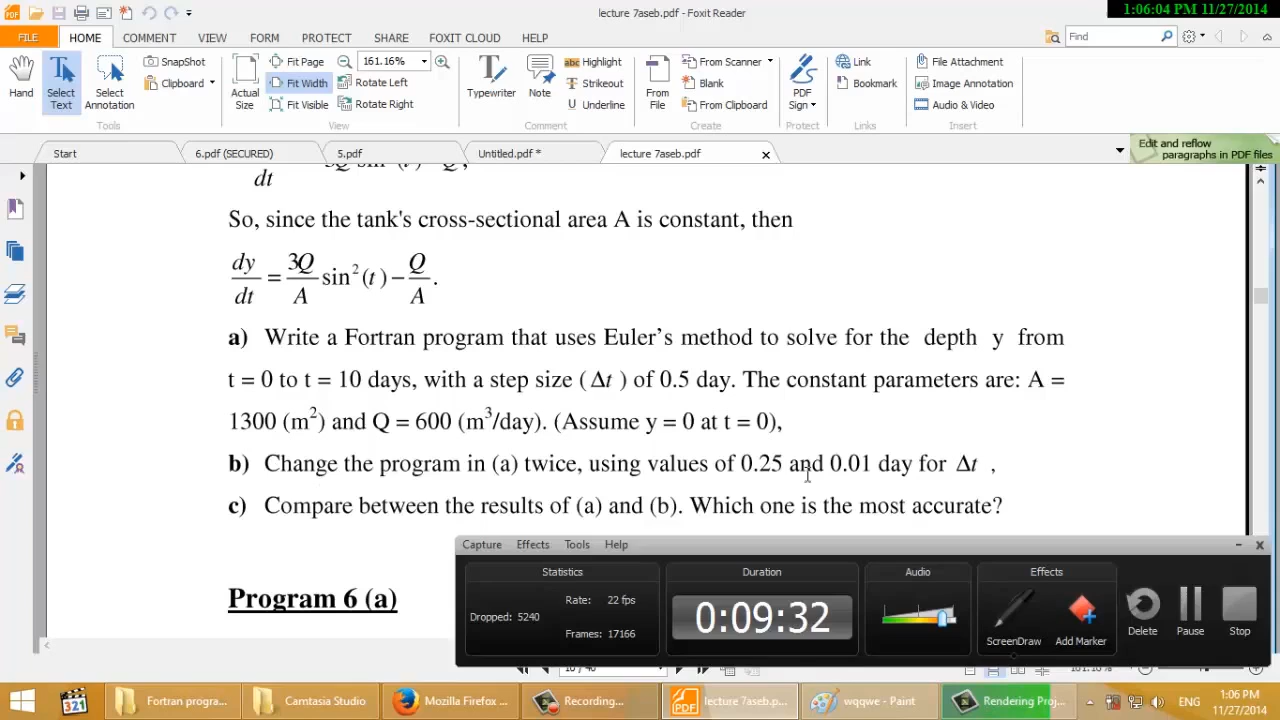 lecture 7aseb.pdf - Foxit Reader
1:06:04 PM 11/27/2014
FILE HOME COMMENT VIEW FORM PROTECT SHARE FOXIT CLOUD HELP
Find
Hand
Select Text
Select Annotation
SnapShot
Clipboard
Tools
Actual Size
Fit Page
Fit Width
Fit Visible
161.16%
Rotate Left
Rotate Right
View
Typewriter
Note
Highlight
Strikeout
Underline
Comment
From File
From Scanner
Blank
From Clipboard
Create
PDF Sign
Protect
Link
Bookmark
Links
File Attachment
Image Annotation
Audio & Video
Insert
Start
6.pdf (SECURED)
5.pdf
Untitled.pdf *
lecture 7aseb.pdf
Edit and reflow
paragraphs in PDF files
dt
So, since the tank's cross-sectional area A is constant, then
dy/dt = 3Q/A sin²(t) − Q/A.
a) Write a Fortran program that uses Euler’s method to solve for the depth y from
t = 0 to t = 10 days, with a step size ( Δt ) of 0.5 day. The constant parameters are: A =
1300 (m²) and Q = 600 (m³/day). (Assume y = 0 at t = 0),
b) Change the program in (a) twice, using values of 0.25 and 0.01 day for Δt ,
c) Compare between the results of (a) and (b). Which one is the most accurate?
Program 6 (a)
Capture Effects Tools Help
Statistics
Dropped: 5240
Rate: 22 fps
Frames: 17166
Duration
0:09:32
Audio
Effects
ScreenDraw
Add Marker
Delete
Pause
Stop
321
Fortran progra...
Camtasia Studio
Mozilla Firefox ...
Recording...
lecture 7aseb.p...
wqqwe - Paint
Rendering Proj...
ENG
1:06 PM
11/27/2014